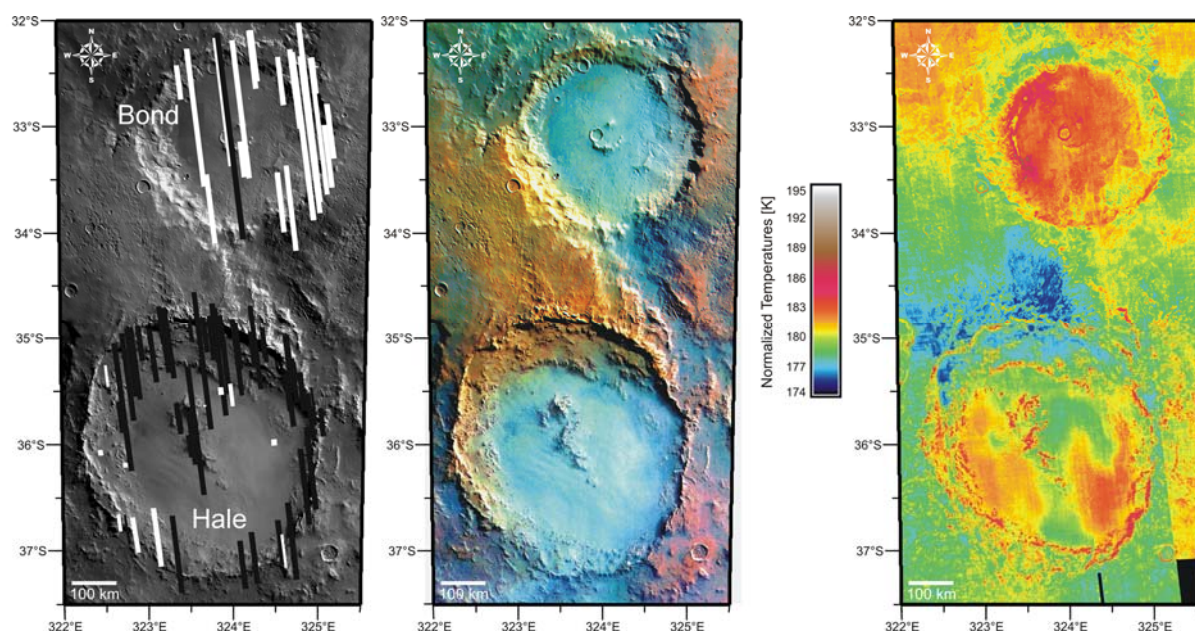 32°S
33°S
34°S
35°S
36°S
37°S
N
W
E
S
Bond
Hale
100 km
322°E
323°E
324°E
325°E
32°S
33°S
34°S
35°S
36°S
37°S
N
W
E
S
100 km
322°E
323°E
324°E
325°E
Normalized Temperatures [K]
195
192
189
186
183
180
177
174
32°S
33°S
34°S
35°S
36°S
37°S
N
W
E
S
100 km
322°E
323°E
324°E
325°E